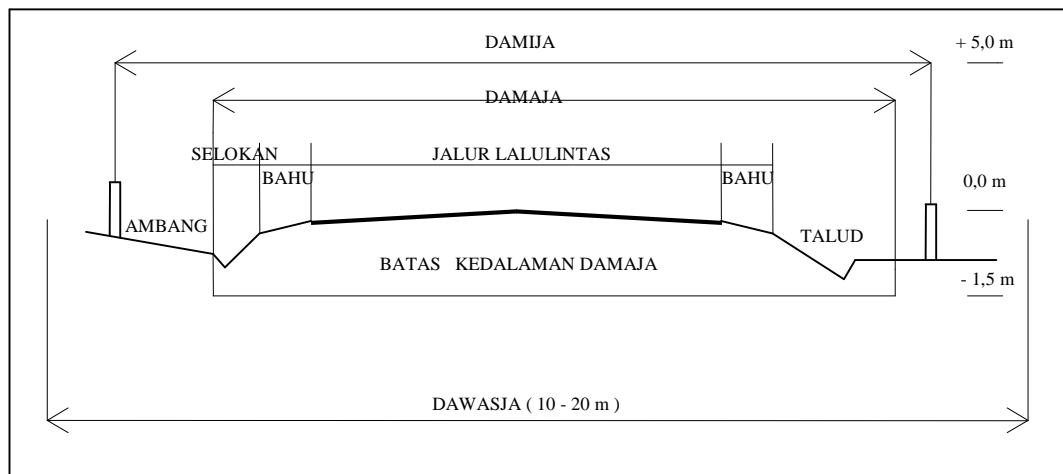 DAMIJA
+ 5,0 m
DAMAJA
SELOKAN
JALUR LALULINTAS
BAHU
BAHU
0,0 m
AMBANG
TALUD
BATAS KEDALAMAN DAMAJA
- 1,5 m
DAWASJA ( 10 - 20 m )